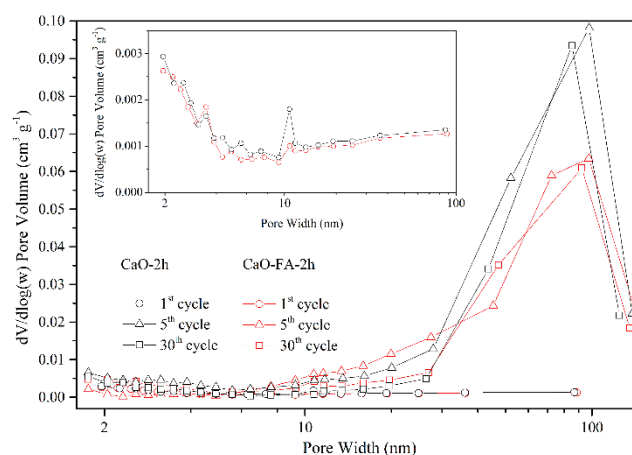 0.10
0.09
0.08
0.07
0.06
0.05
0.04
0.03
0.02
0.01
0.00
dV/dlog(w) Pore Volume (cm³ g⁻¹)
2
10
100
Pore Width (nm)
0.003
0.002
0.001
0.000
dV/dlog(w) Pore Volume (cm³ g⁻¹)
2
10
100
Pore Width (nm)
CaO-2h
1ˢᵗ cycle
5ᵗʰ cycle
30ᵗʰ cycle
CaO-FA-2h
1ˢᵗ cycle
5ᵗʰ cycle
30ᵗʰ cycle